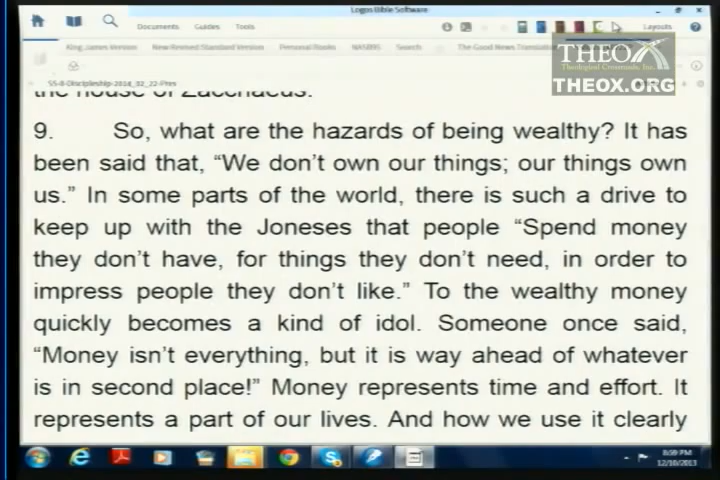 Logos Bible Software
Documents Guides Tools
Layouts
King James Version New Revised Standard Version Personal Books NASB95 Search The Good News Translation
THEOX
Theological Crossroads, Inc.
THEOX.ORG
SS-II-Discipleship-2014_32_22-Prev
the house of Zacchaeus.
9. So, what are the hazards of being wealthy? It has
been said that, “We don’t own our things; our things own
us.” In some parts of the world, there is such a drive to
keep up with the Joneses that people “Spend money
they don’t have, for things they don’t need, in order to
impress people they don’t like.” To the wealthy money
quickly becomes a kind of idol. Someone once said,
“Money isn’t everything, but it is way ahead of whatever
is in second place!” Money represents time and effort. It
represents a part of our lives. And how we use it clearly
8:59 PM
12/10/2013